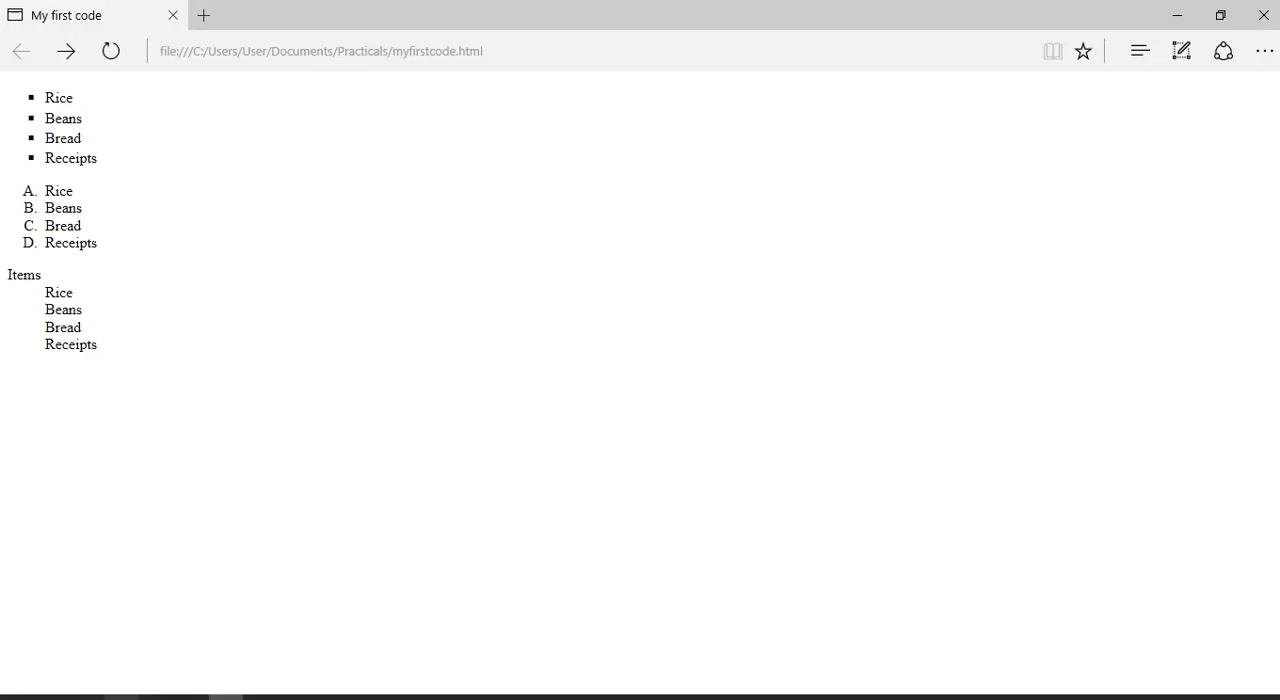 My first code
file:///C:/Users/User/Documents/Practicals/myfirstcode.html
▪ Rice
▪ Beans
▪ Bread
▪ Receipts
A. Rice
B. Beans
C. Bread
D. Receipts
Items
Rice
Beans
Bread
Receipts